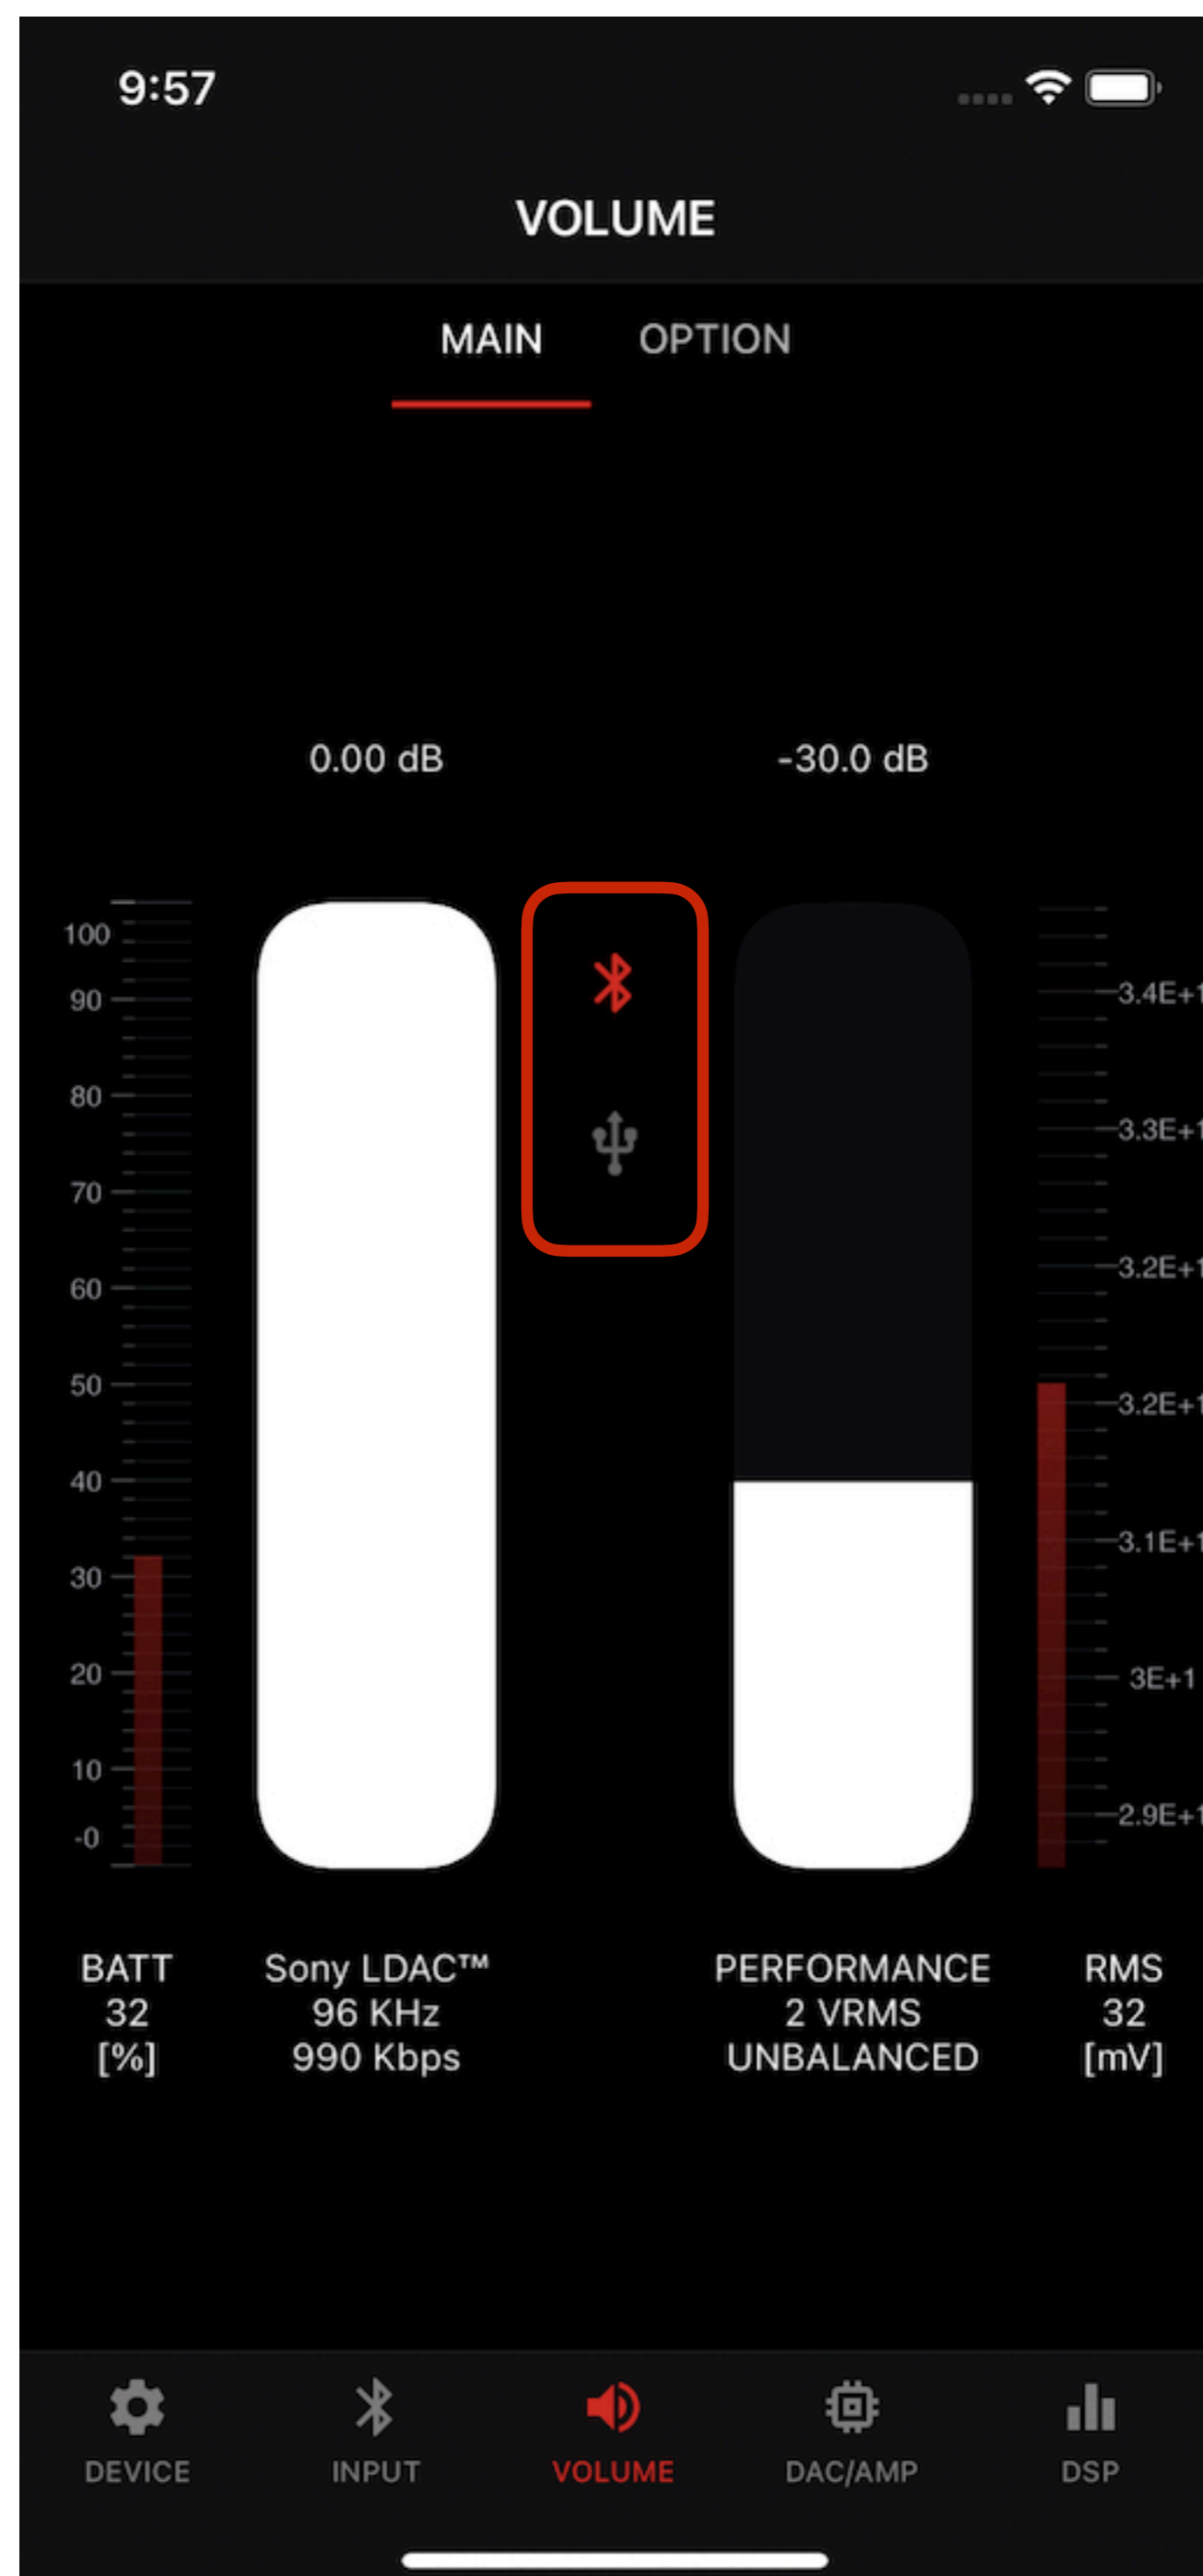 9:57
VOLUME
MAIN OPTION
0.00 dB -30.0 dB
100
90
80
70
60
50
40
30
20
10
-0
3.4E+1
3.3E+1
3.2E+1
3.2E+1
3.1E+1
3E+1
2.9E+1
BATT
32
[%]
Sony LDAC™
96 KHz
990 Kbps
PERFORMANCE
2 VRMS
UNBALANCED
RMS
32
[mV]
DEVICE INPUT VOLUME DAC/AMP DSP